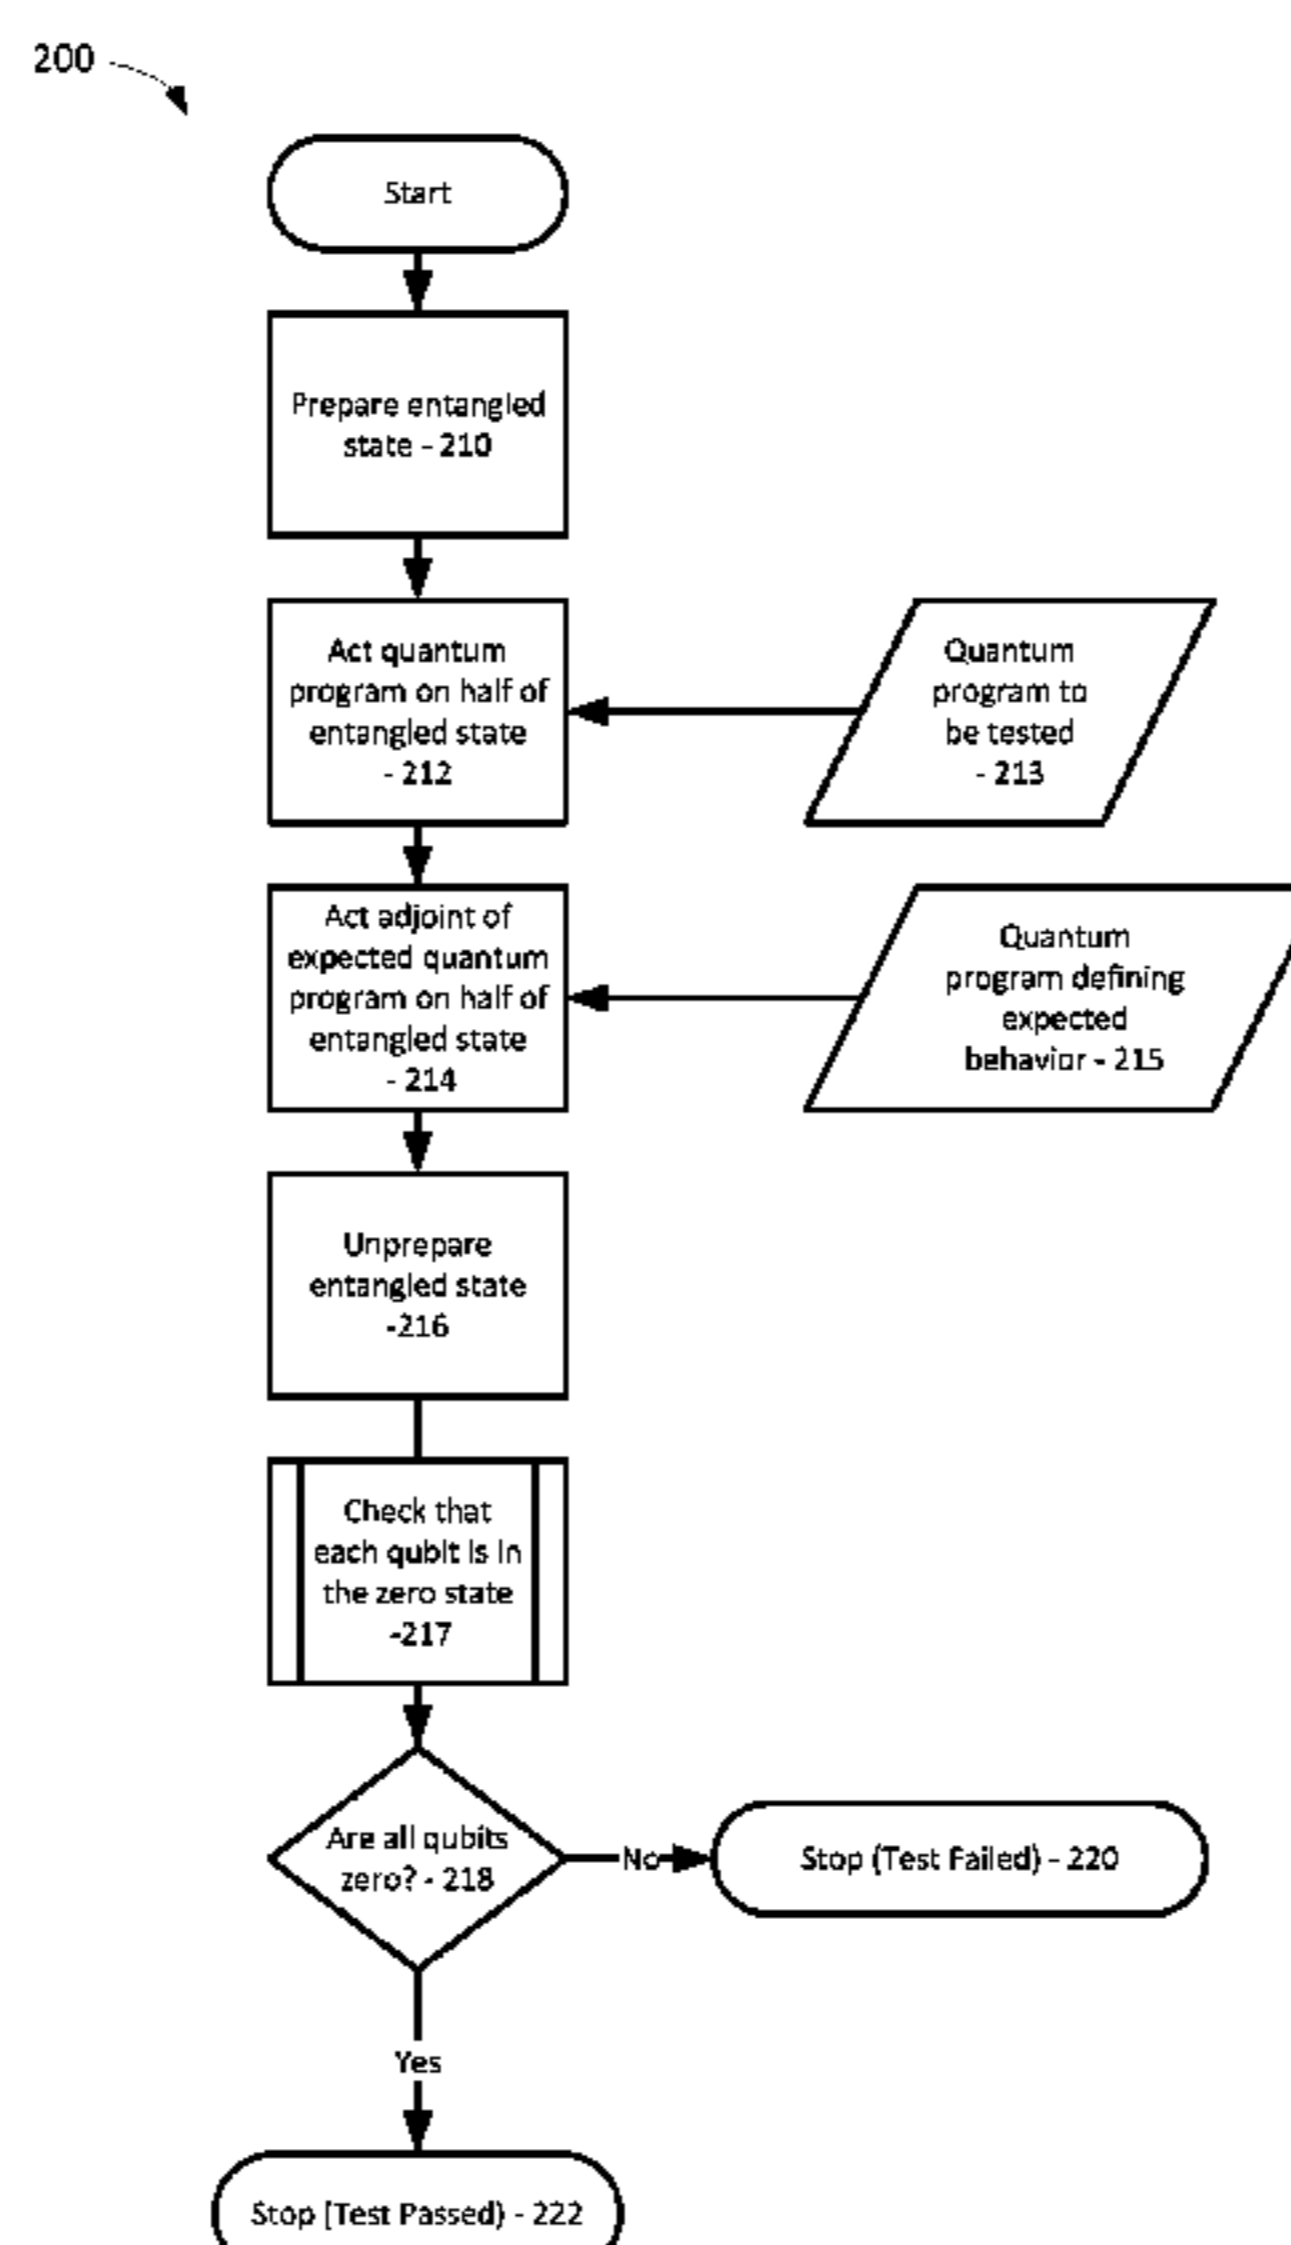 200
Start
Prepare entangled
state - 210
Act quantum
program on half of
entangled state
- 212
Quantum
program to
be tested
- 213
Act adjoint of
expected quantum
program on half of
entangled state
- 214
Quantum
program defining
expected
behavior - 215
Unprepare
entangled state
-216
Check that
each qubit is in
the zero state
-217
Are all qubits
zero? - 218
No
Stop (Test Failed) - 220
Yes
Stop (Test Passed) - 222